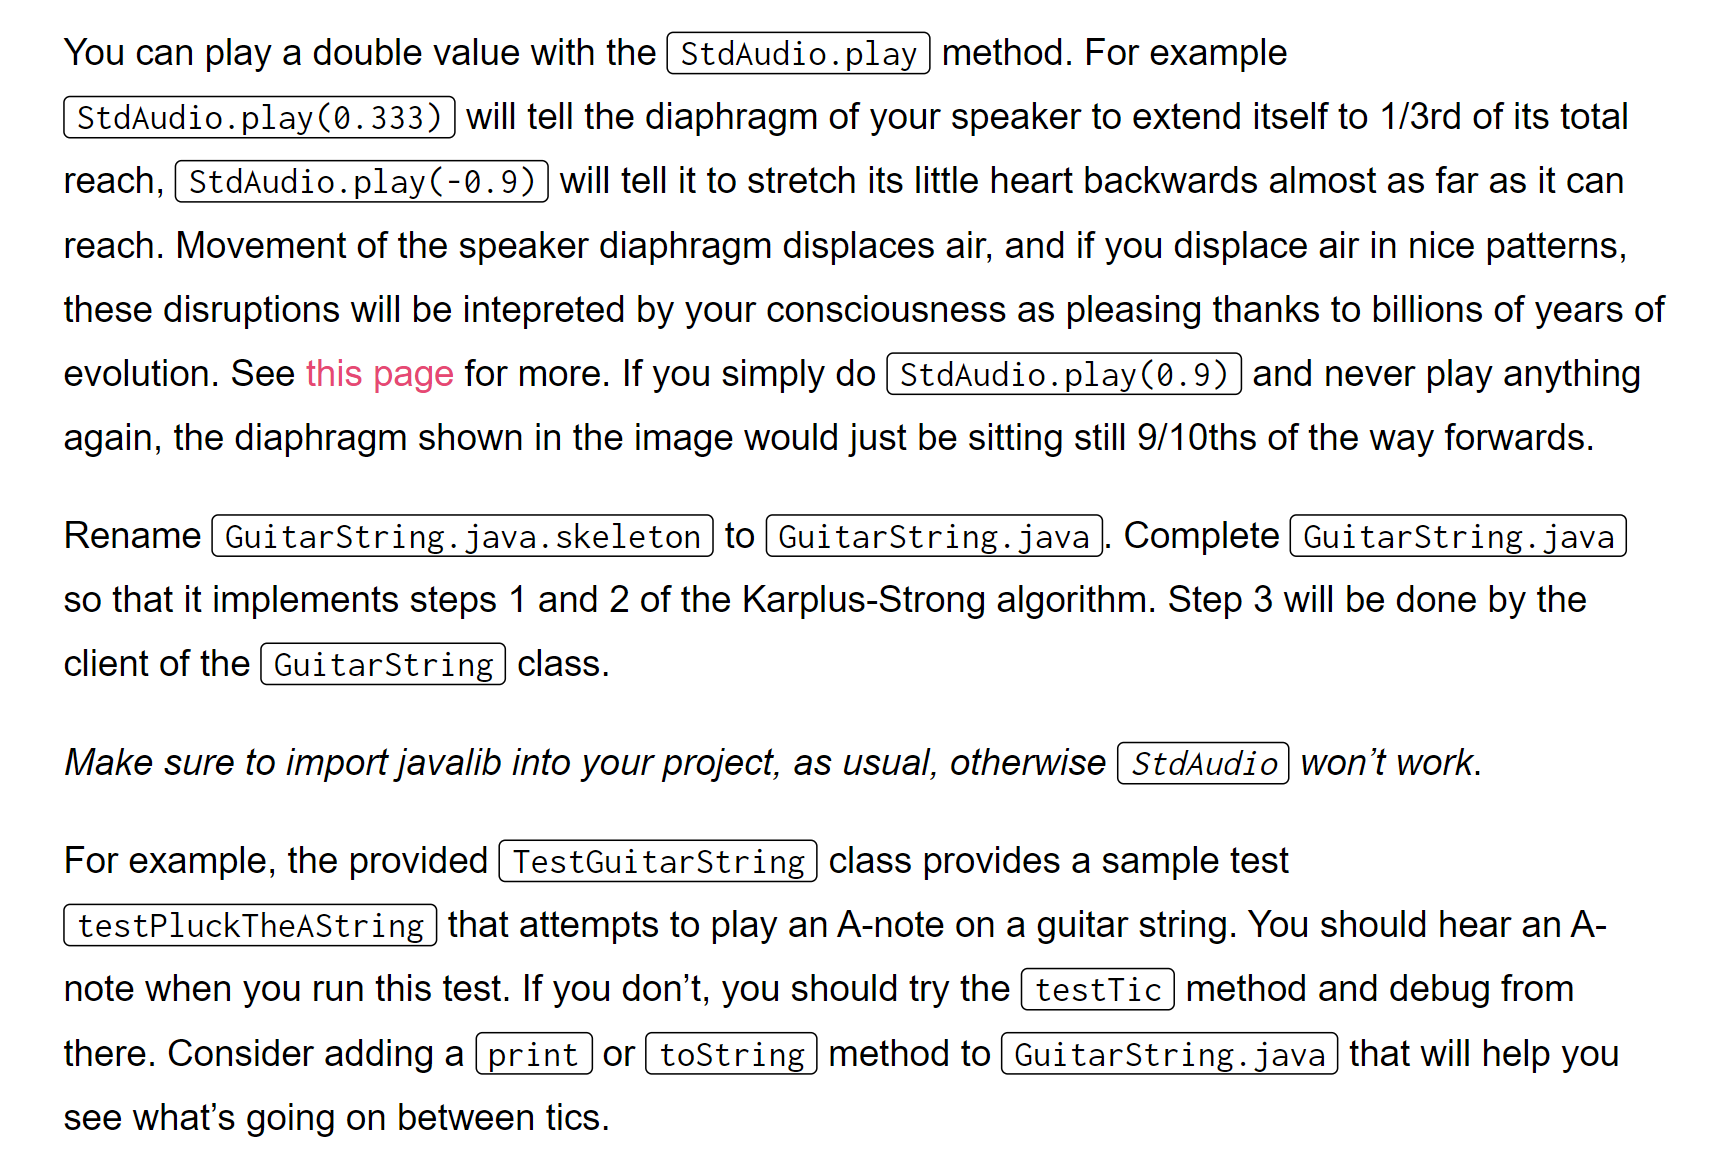 You can play a double value with the StdAudio.play method. For example
StdAudio.play(0.333) will tell the diaphragm of your speaker to extend itself to 1/3rd of its total
reach, StdAudio.play(-0.9) will tell it to stretch its little heart backwards almost as far as it can
reach. Movement of the speaker diaphragm displaces air, and if you displace air in nice patterns,
these disruptions will be intepreted by your consciousness as pleasing thanks to billions of years of
evolution. See this page for more. If you simply do StdAudio.play(0.9) and never play anything
again, the diaphragm shown in the image would just be sitting still 9/10ths of the way forwards.
Rename GuitarString.java.skeleton to GuitarString.java. Complete GuitarString.java
so that it implements steps 1 and 2 of the Karplus-Strong algorithm. Step 3 will be done by the
client of the GuitarString class.
Make sure to import javalib into your project, as usual, otherwise StdAudio won’t work.
For example, the provided TestGuitarString class provides a sample test
testPluckTheAString that attempts to play an A-note on a guitar string. You should hear an A-
note when you run this test. If you don’t, you should try the testTic method and debug from
there. Consider adding a print or toString method to GuitarString.java that will help you
see what’s going on between tics.